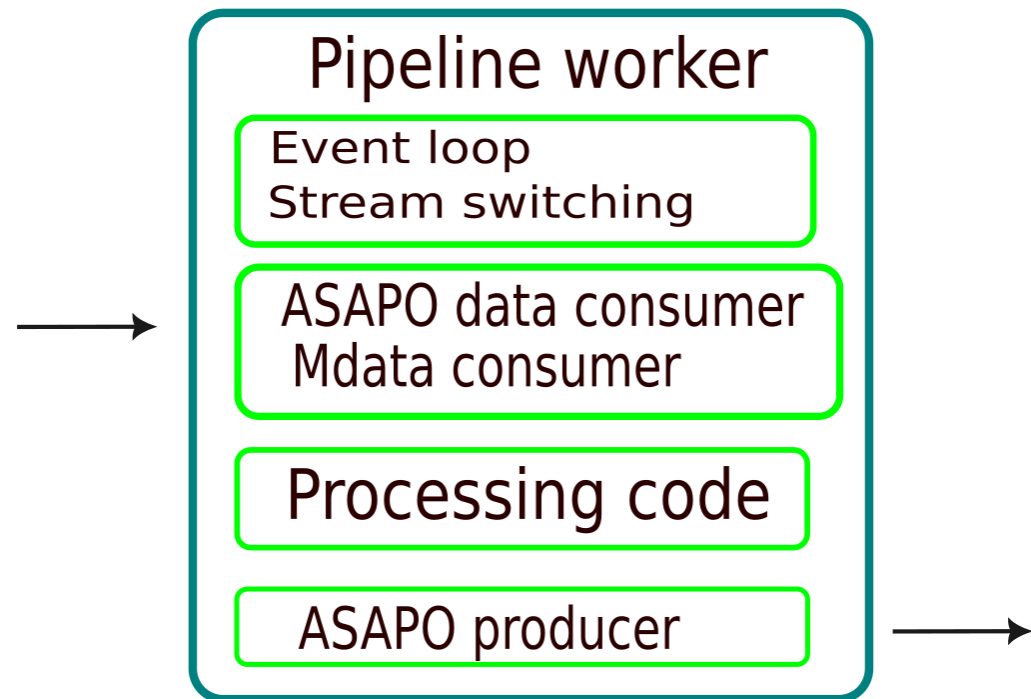 Pipeline worker
Event loop
Stream switching
ASAPO data consumer
Mdata consumer
Processing code
ASAPO producer